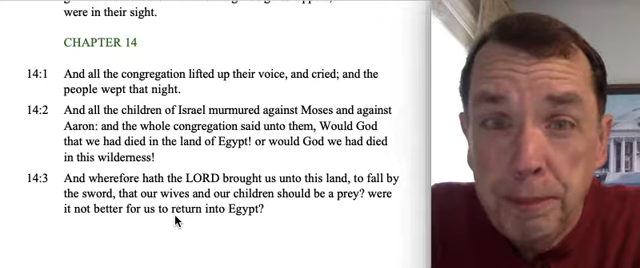 were in their sight.
CHAPTER 14
14:1 And all the congregation lifted up their voice, and cried; and the
people wept that night.
14:2 And all the children of Israel murmured against Moses and against
Aaron: and the whole congregation said unto them, Would God
that we had died in the land of Egypt! or would God we had died
in this wilderness!
14:3 And wherefore hath the LORD brought us unto this land, to fall by
the sword, that our wives and our children should be a prey? were
it not better for us to return into Egypt?